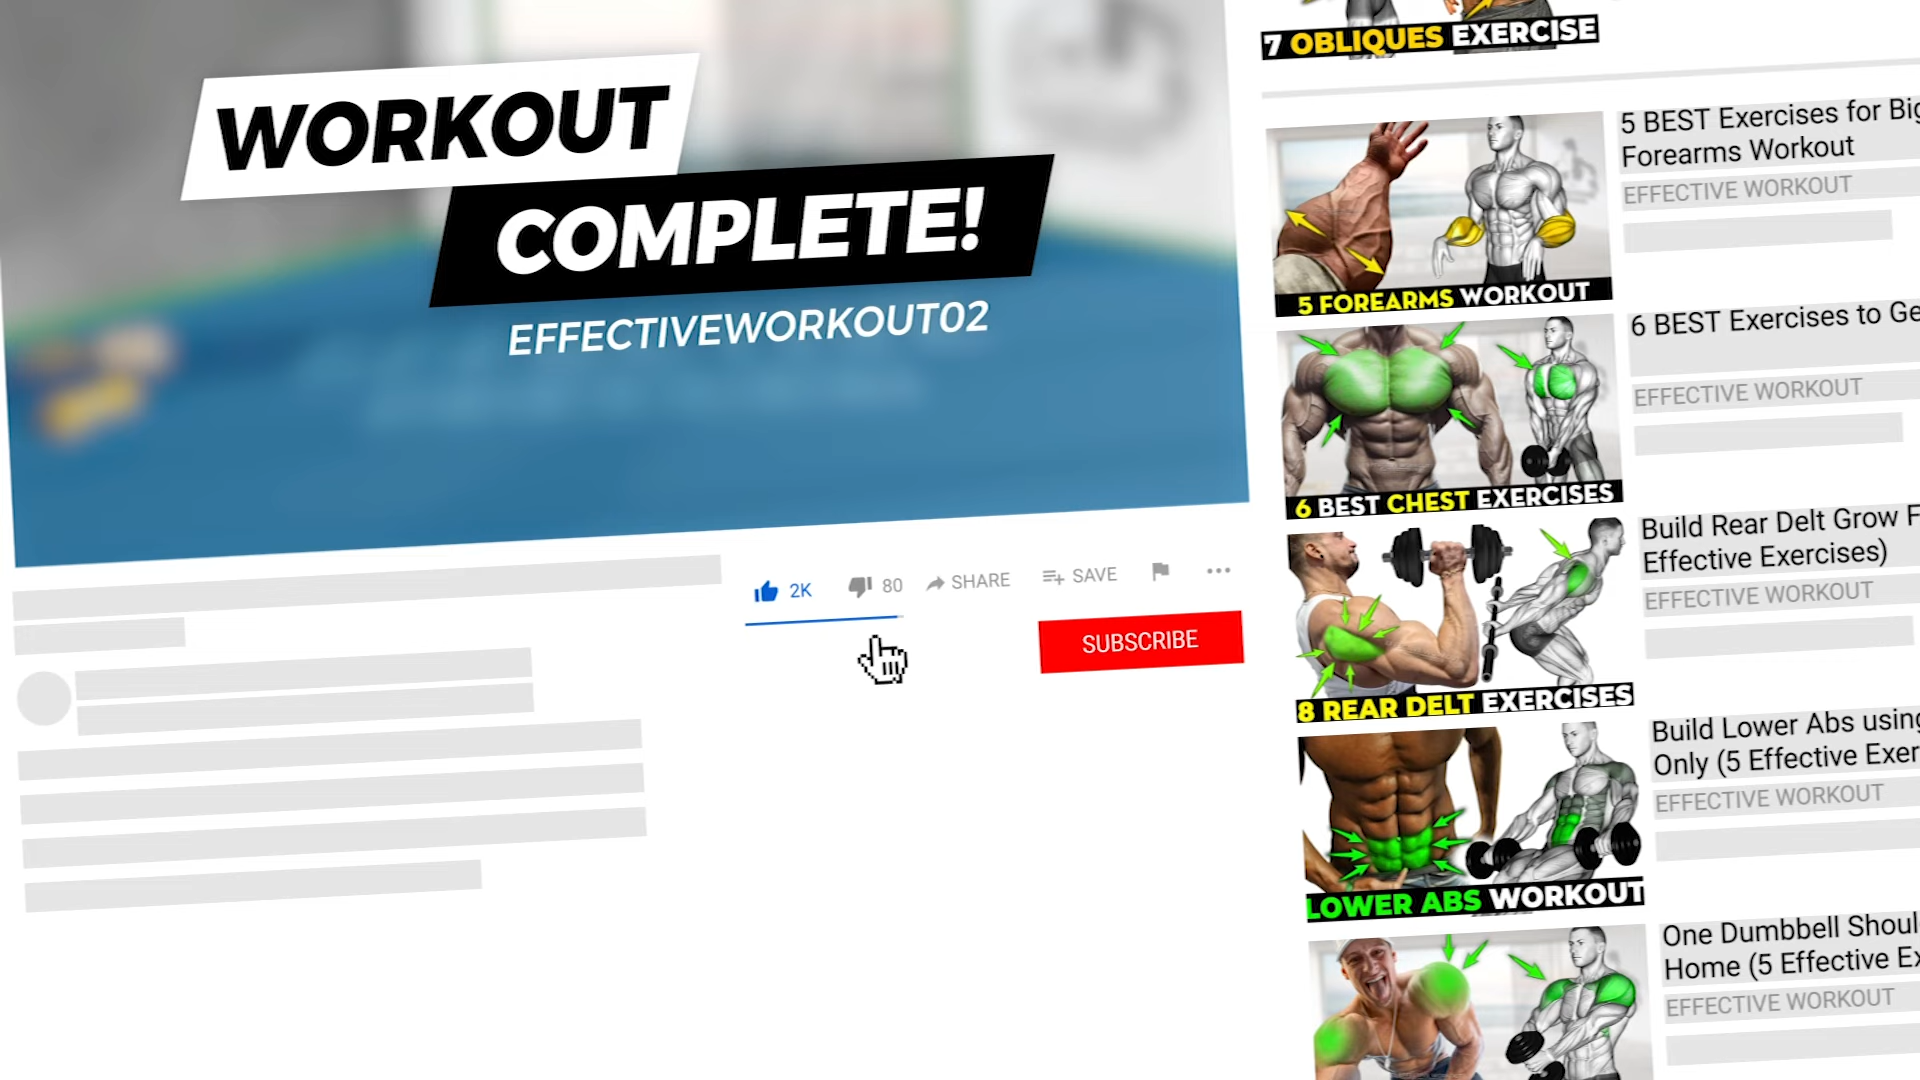 WORKOUT
COMPLETE!
EFFECTIVEWORKOUT02
2K
80
SHARE
SAVE
SUBSCRIBE
7 OBLIQUES EXERCISE
5 FOREARMS WORKOUT
5 BEST Exercises for Big
Forearms Workout
EFFECTIVE WORKOUT
6 BEST CHEST EXERCISES
6 BEST Exercises to Ge
EFFECTIVE WORKOUT
8 REAR DELT EXERCISES
Build Rear Delt Grow F
Effective Exercises)
EFFECTIVE WORKOUT
LOWER ABS WORKOUT
Build Lower Abs using
Only (5 Effective Exer
EFFECTIVE WORKOUT
One Dumbbell Shoul
Home (5 Effective Ex
EFFECTIVE WORKOUT